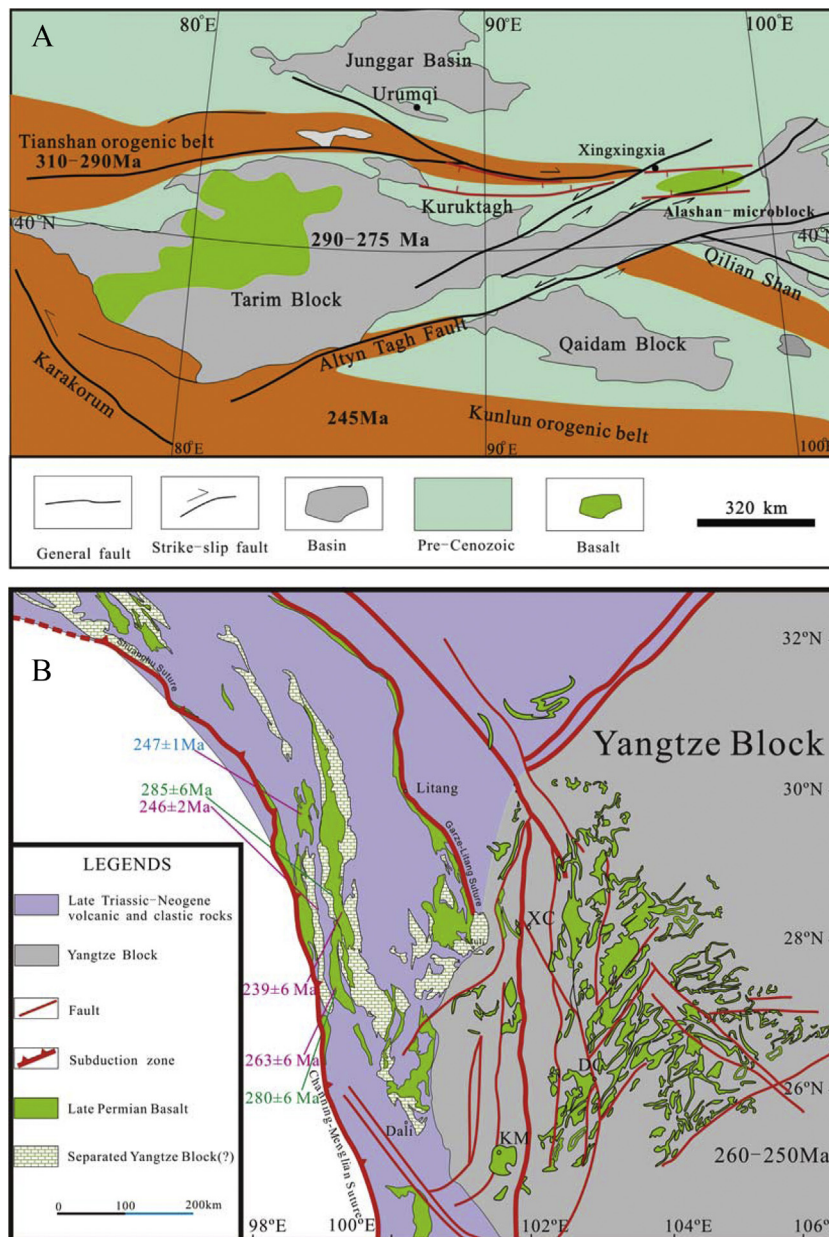 A
80°E
90°E
100°E
Junggar Basin
Urumqi
Tianshan orogenic belt
310-290Ma
Xingxingxia
Kuruktagh
Alashan-microblock
40°N
40°N
290-275 Ma
Tarim Block
Qilian Shan
Altyn Tagh Fault
Qaidam Block
Karakorum
245Ma
Kunlun orogenic belt
80°E
90°E
100°E
General fault
Strike-slip fault
Basin
Pre-Cenozoic
Basalt
320 km
B
32°N
Shuanghu Suture
247±1Ma
Yangtze Block
285±6Ma
246±2Ma
Litang
30°N
Garze-Litang Suture
LEGENDS
Late Triassic-Neogene
volcanic and clastic rocks
XC
Muli
28°N
Yangtze Block
239±6 Ma
Fault
263±6 Ma
Subduction zone
280±6 Ma
DC
26°N
Late Permian Basalt
Channing-Menglian Suture
Dali
KM
Separated Yangtze Block(?)
260-250Ma
0 100 200km
98°E
100°E
102°E
104°E
106°E